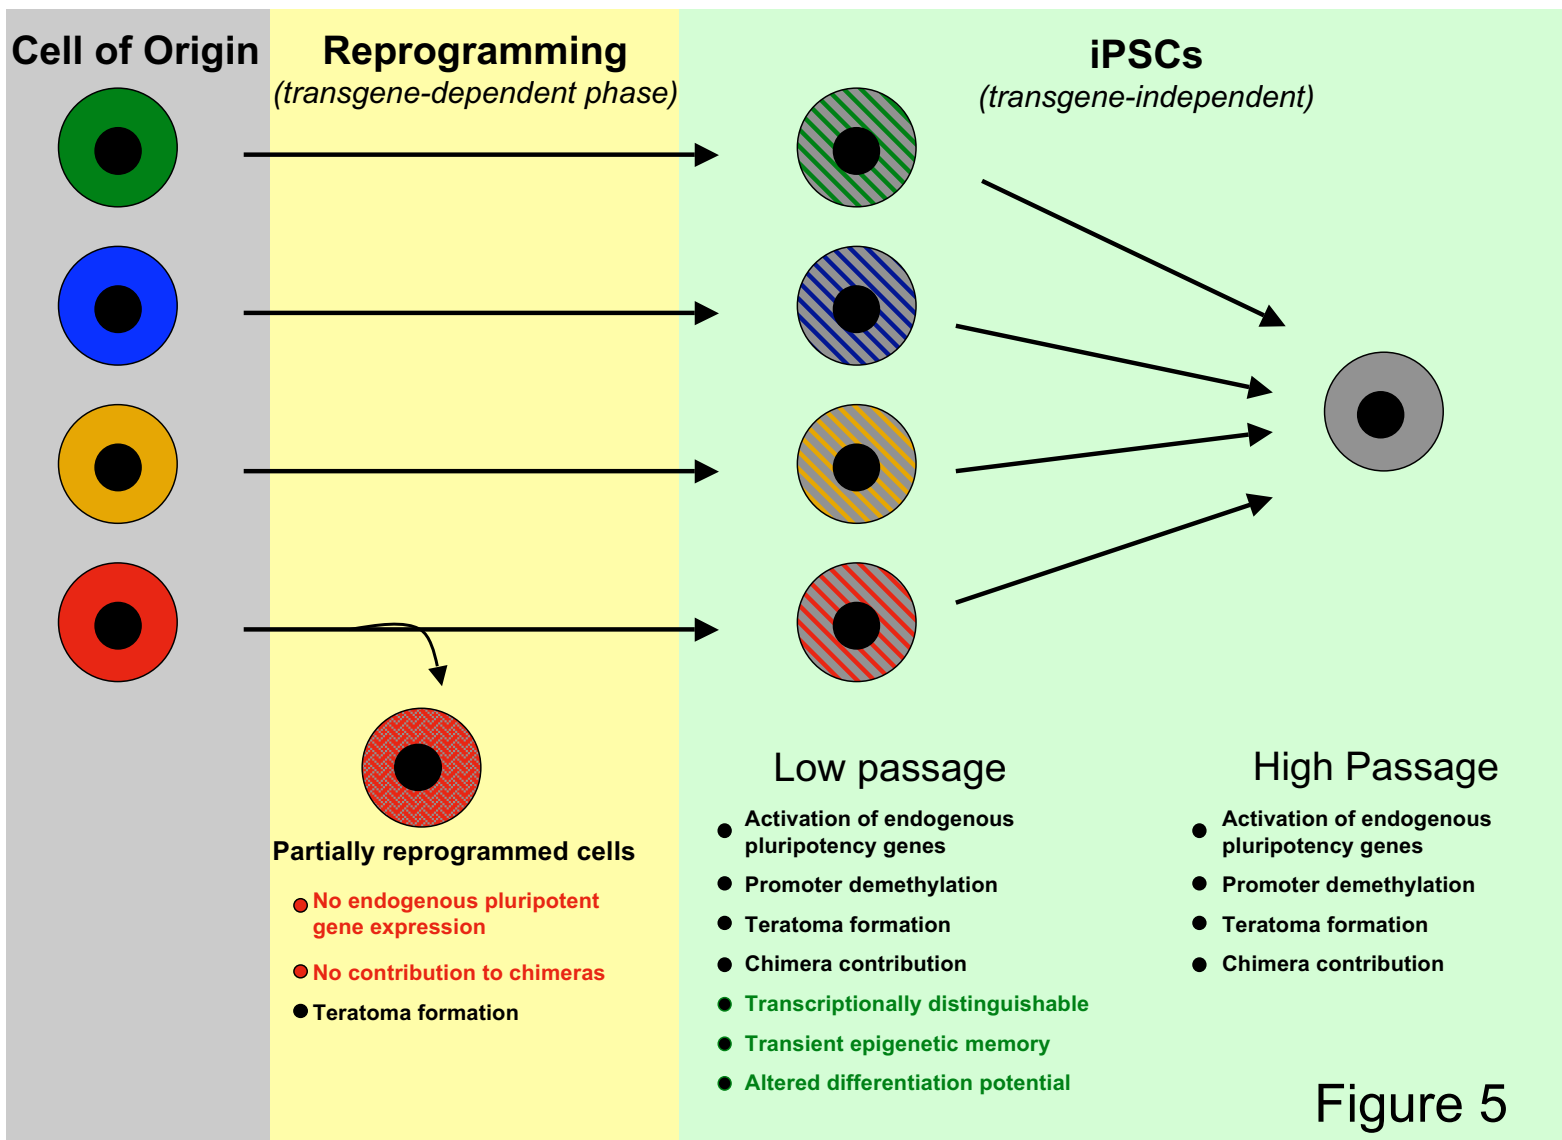 Cell of Origin
Reprogramming
(transgene-dependent phase)
iPSCs
(transgene-independent)
Partially reprogrammed cells
No endogenous pluripotent
gene expression
No contribution to chimeras
Teratoma formation
Low passage
Activation of endogenous
pluripotency genes
Promoter demethylation
Teratoma formation
Chimera contribution
Transcriptionally distinguishable
Transient epigenetic memory
Altered differentiation potential
High Passage
Activation of endogenous
pluripotency genes
Promoter demethylation
Teratoma formation
Chimera contribution
Figure 5